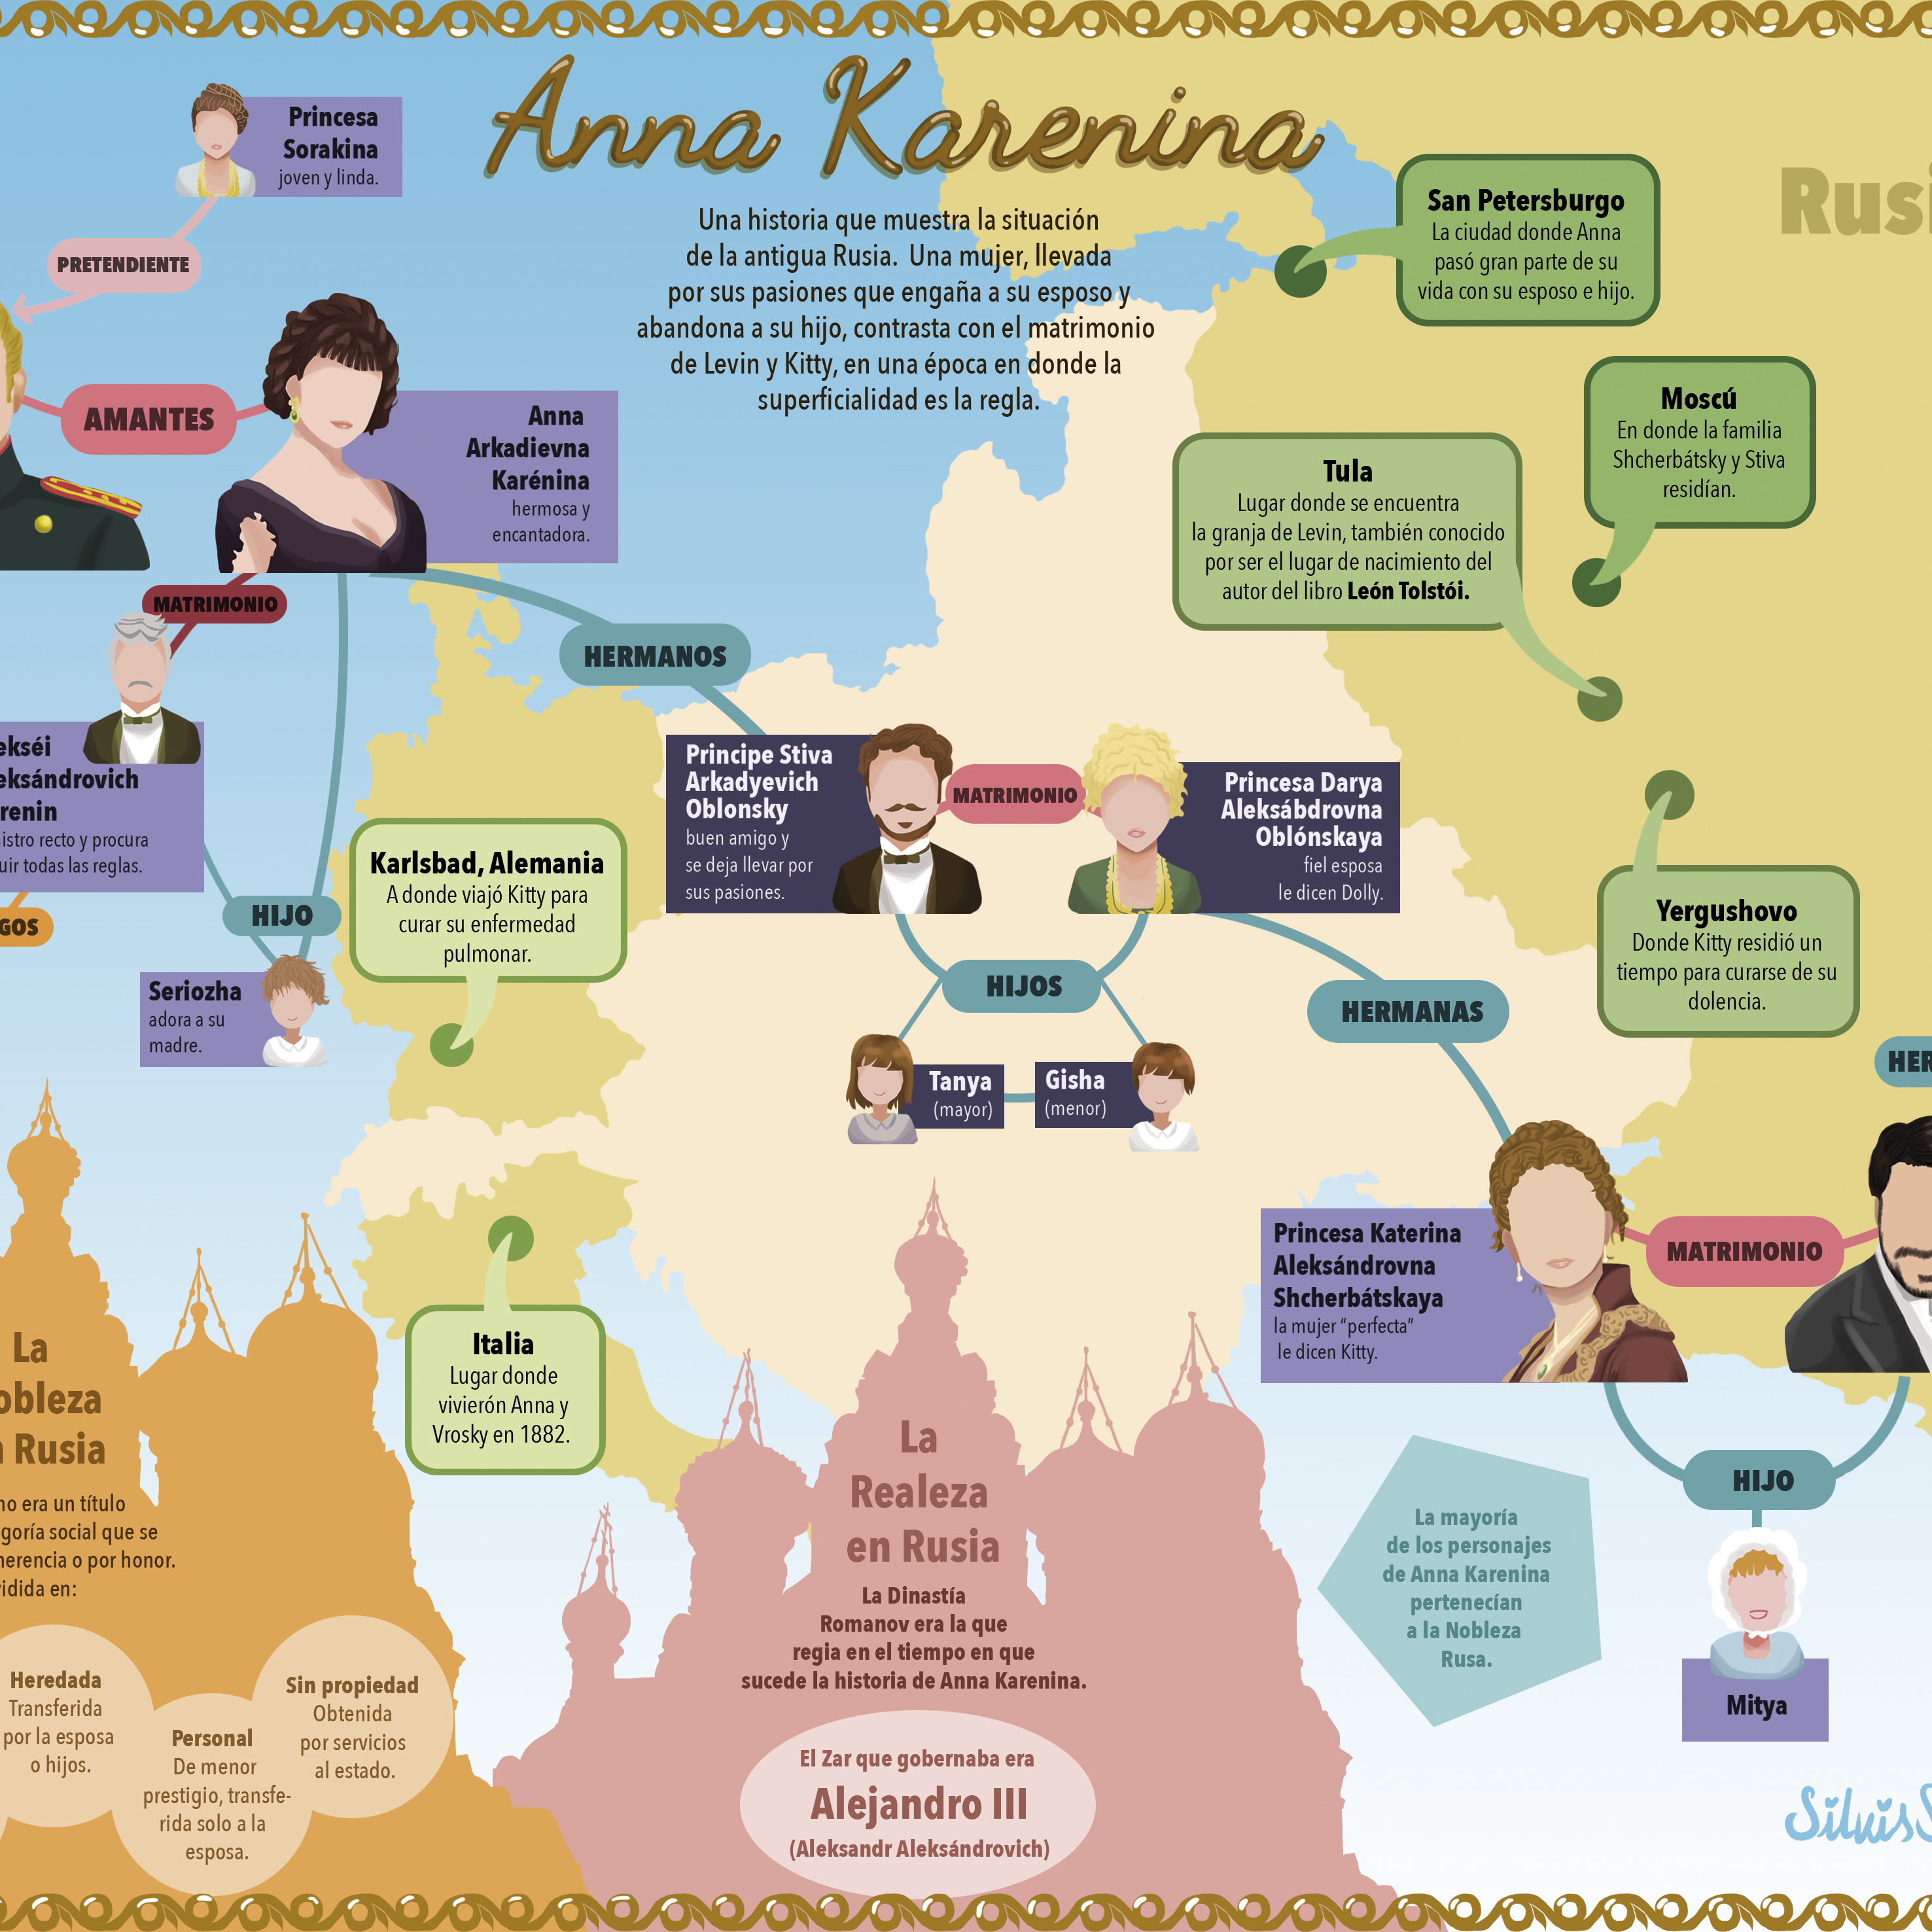 Anna Karenina
Una historia que muestra la situación
de la antigua Rusia. Una mujer, llevada
por sus pasiones que engaña a su esposo y
abandona a su hijo, contrasta con el matrimonio
de Levin y Kitty, en una época en donde la
superficialidad es la regla.
Princesa
Sorakina
joven y linda.
PRETENDIENTE
AMANTES
Anna
Arkadievna
Karénina
hermosa y
encantadora.
MATRIMONIO
ekséi
eksándrovich
renin
istro recto y procura
uir todas las reglas.
GOS
HIJO
Seriozha
adora a su
madre.
HERMANOS
Principe Stiva
Arkadyevich
Oblonsky
buen amigo y
se deja llevar por
sus pasiones.
MATRIMONIO
Princesa Darya
Aleksábdrovna
Oblónskaya
fiel esposa
le dicen Dolly.
HIJOS
Tanya
(mayor)
Gisha
(menor)
HERMANAS
Rusi
San Petersburgo
La ciudad donde Anna
pasó gran parte de su
vida con su esposo e hijo.
Moscú
En donde la familia
Shcherbátsky y Stiva
residían.
Tula
Lugar donde se encuentra
la granja de Levin, también conocido
por ser el lugar de nacimiento del
autor del libro León Tolstói.
Yergushovo
Donde Kitty residió un
tiempo para curarse de su
dolencia.
HER
Karlsbad, Alemania
A donde viajó Kitty para
curar su enfermedad
pulmonar.
Italia
Lugar donde
vivierón Anna y
Vrosky en 1882.
Princesa Katerina
Aleksándrovna
Shcherbátskaya
la mujer "perfecta"
le dicen Kitty.
MATRIMONIO
HIJO
Mitya
La
obleza
n Rusia
no era un título
goría social que se
herencia o por honor.
vidida en:
Heredada
Transferida
por la esposa
o hijos.
Personal
De menor
prestigio, transfe-
rida solo a la
esposa.
Sin propiedad
Obtenida
por servicios
al estado.
La
Realeza
en Rusia
La Dinastía
Romanov era la que
regia en el tiempo en que
sucede la historia de Anna Karenina.
El Zar que gobernaba era
Alejandro III
(Aleksandr Aleksándrovich)
La mayoría
de los personajes
de Anna Karenina
pertenecían
a la Nobleza
Rusa.
SilvisS